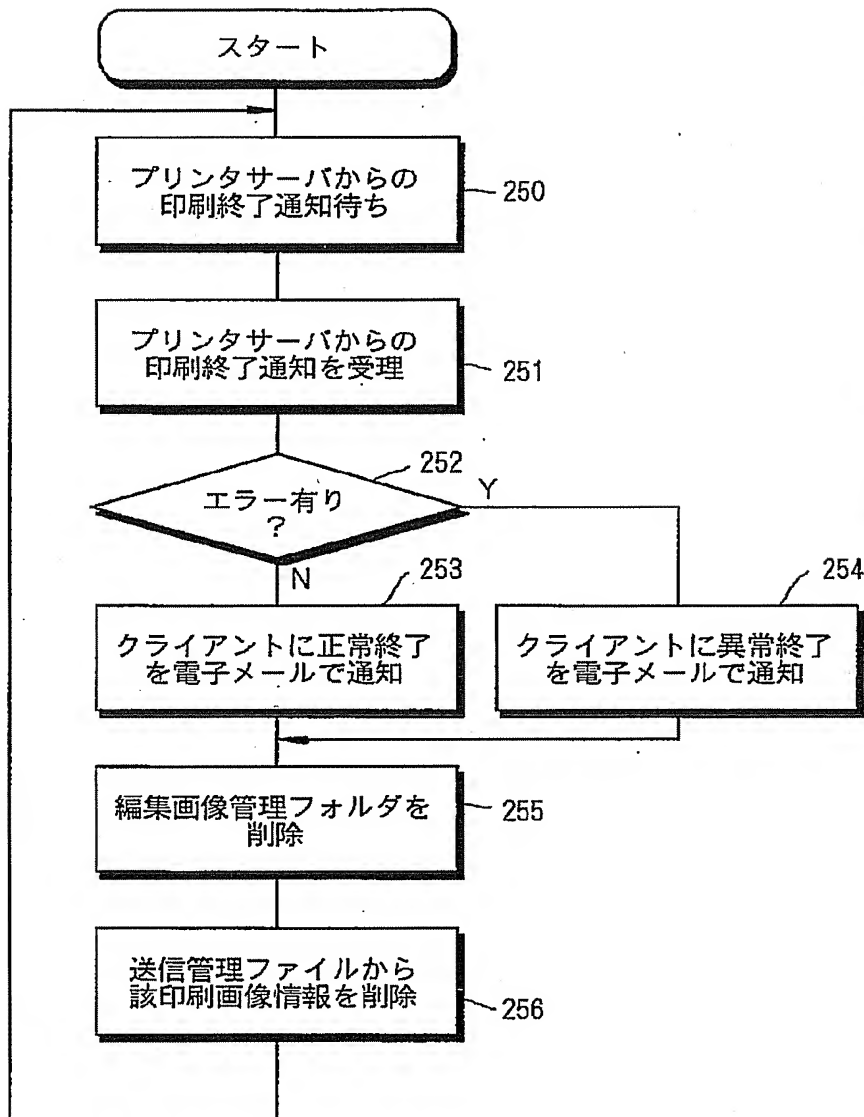 スタート
プリンタサーバからの
印刷終了通知待ち
250
プリンタサーバからの
印刷終了通知を受理
251
252
エラー有り
?
Y
N
253
クライアントに正常終了
を電子メールで通知
254
クライアントに異常終了
を電子メールで通知
編集画像管理フォルダを
削除
255
送信管理ファイルから
該印刷画像情報を削除
256